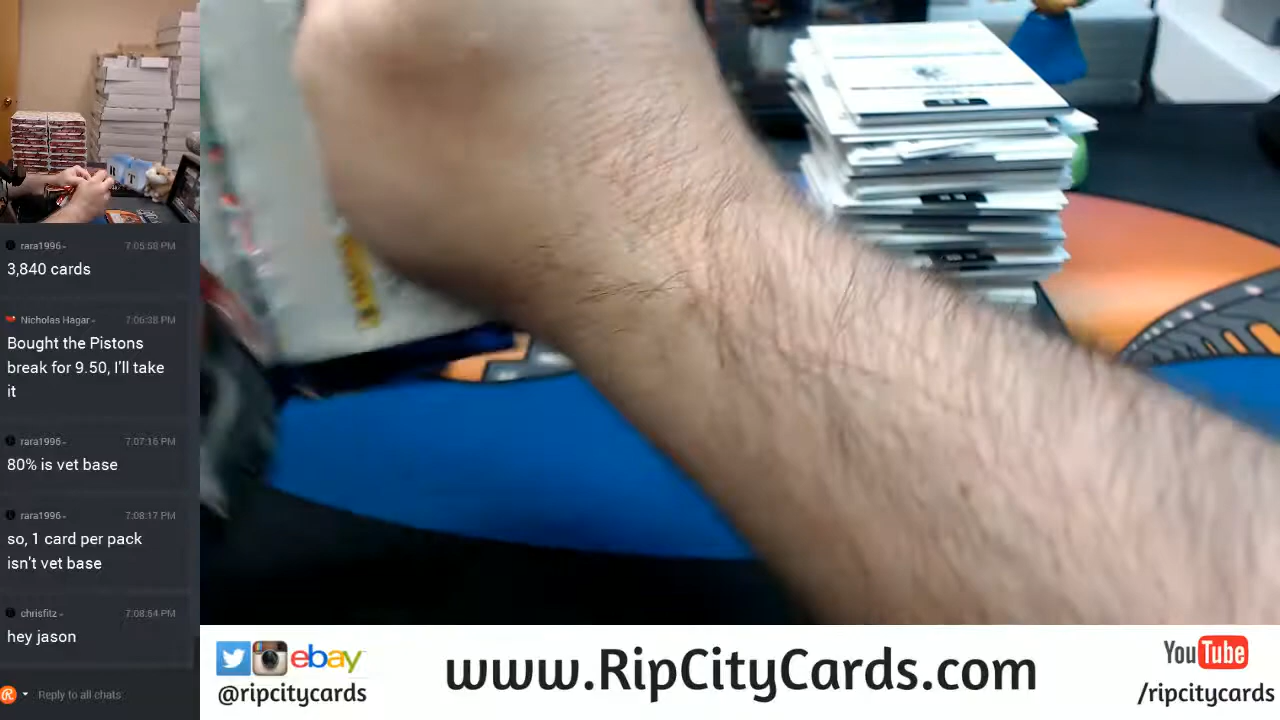 rara1996- 7:05:58 PM
3,840 cards
Nicholas Hagar- 7:06:38 PM
Bought the Pistons
break for 9.50, I'll take
it
rara1996- 7:07:16 PM
80% is vet base
rara1996- 7:08:17 PM
so, 1 card per pack
isn't vet base
chrisfitz- 7:08:54 PM
hey jason
Reply to all chats
ebay
@ripcitycards
www.RipCityCards.com
YouTube
/ripcitycards